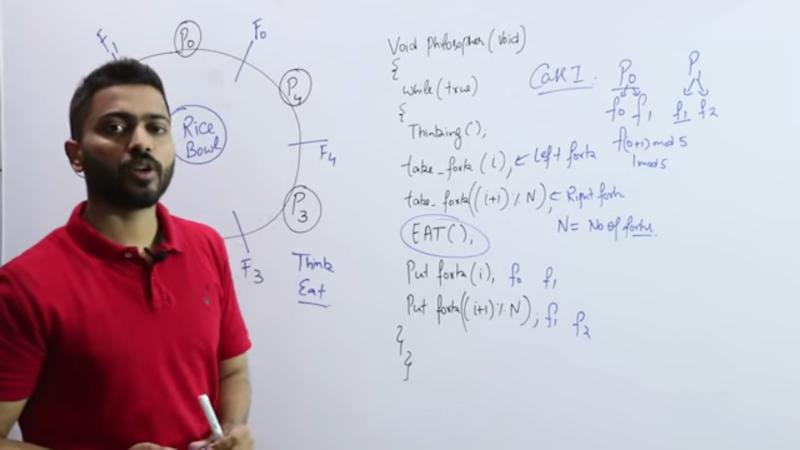 F
P0
F0
P4
Rice
Bowl
F4
P3
F3
Think
Eat
Void philosopher (void)
{
while (true)
{
Thinking();
take_fork (i); ← Left fork
take_fork ((i+1) % N); ← Right fork
N = No of forks
EAT();
Put fork (i); f0 f1
Put fork ((i+1) % N); f1 f2
}
}
Case I.
P0
f0 f1
f(0+1) mod 5
1 mod 5
P
f1 f2